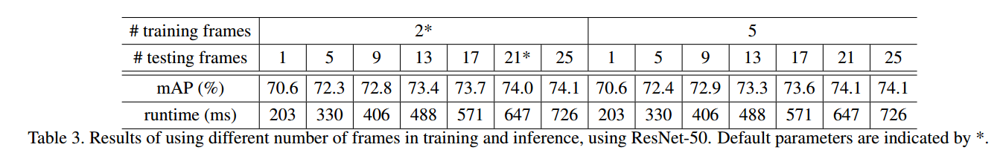 # training frames 2* 5
# testing frames 1 5 9 13 17 21* 25 1 5 9 13 17 21 25
mAP (%) 70.6 72.3 72.8 73.4 73.7 74.0 74.1 70.6 72.4 72.9 73.3 73.6 74.1 74.1
runtime (ms) 203 330 406 488 571 647 726 203 330 406 488 571 647 726
Table 3. Results of using different number of frames in training and inference, using ResNet-50. Default parameters are indicated by *.